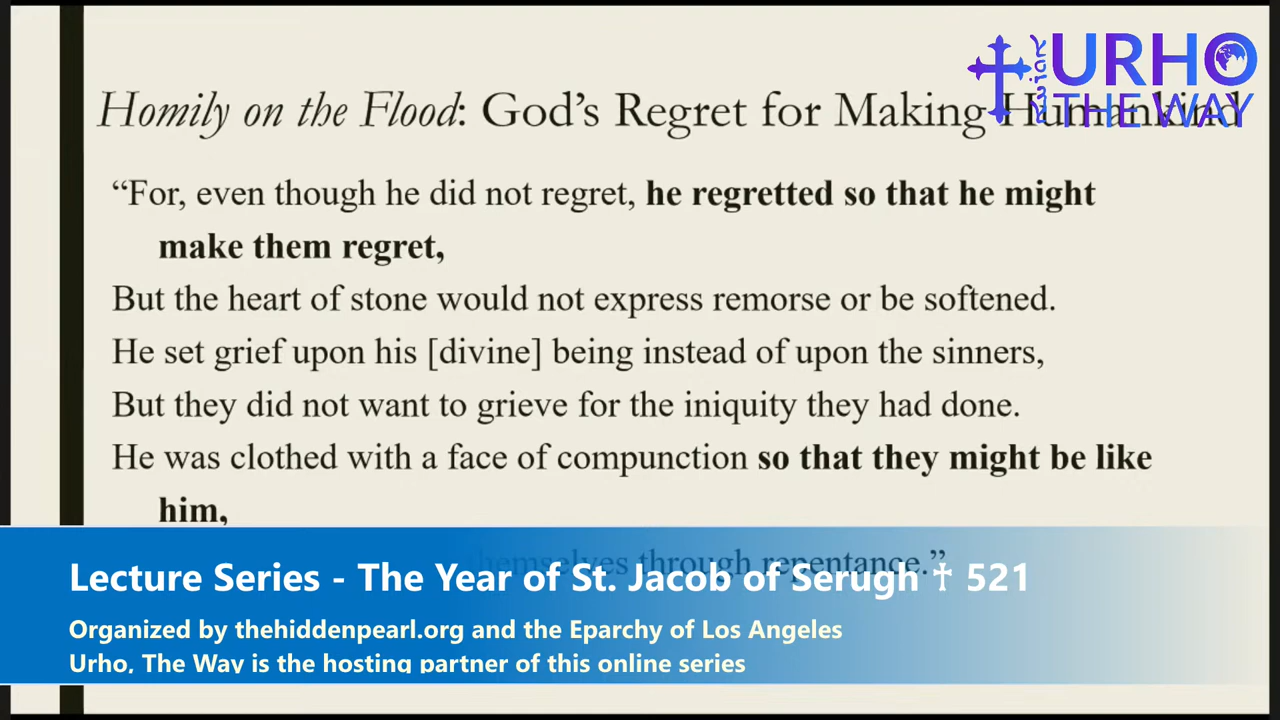 URHO
THE WAY
Homily on the Flood: God’s Regret for Making Humankind
“For, even though he did not regret, he regretted so that he might
make them regret,
But the heart of stone would not express remorse or be softened.
He set grief upon his [divine] being instead of upon the sinners,
But they did not want to grieve for the iniquity they had done.
He was clothed with a face of compunction so that they might be like
him,
themselves through repentance.”
Lecture Series - The Year of St. Jacob of Serugh ☥ 521
Organized by thehiddenpearl.org and the Eparchy of Los Angeles
Urho, The Way is the hosting partner of this online series